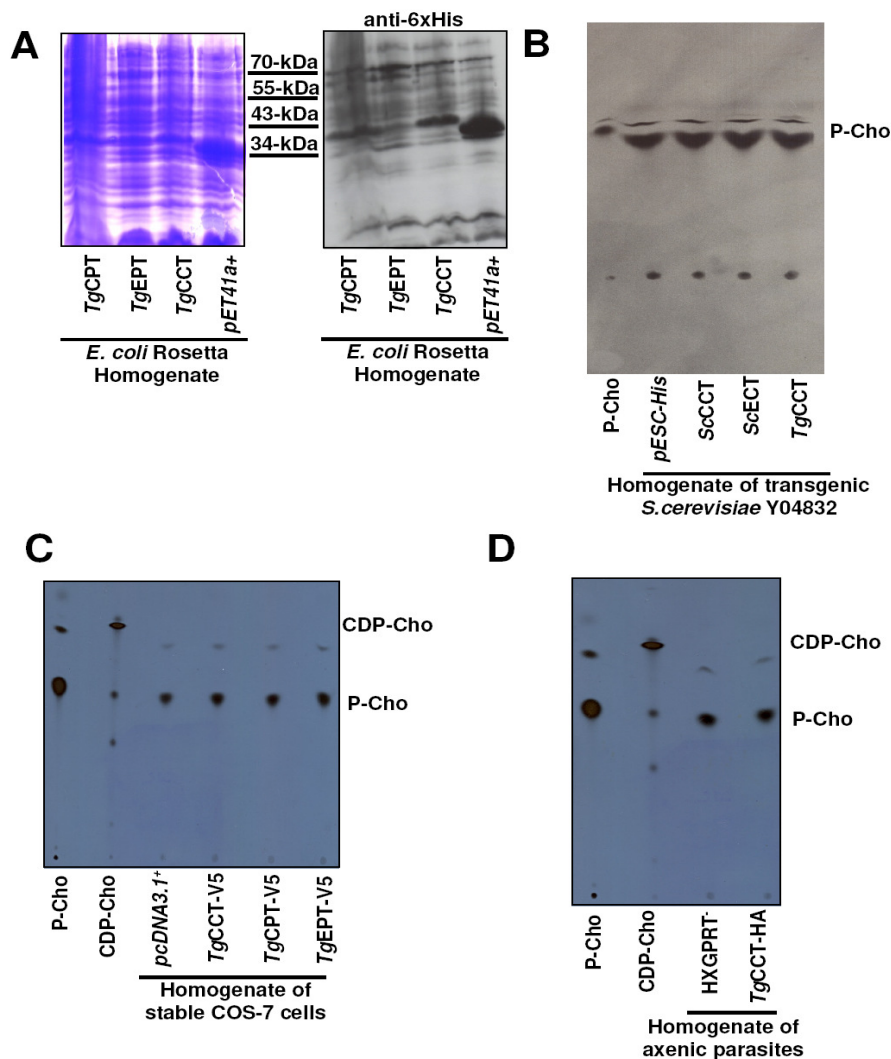 A
anti-6xHis
70-kDa
55-kDa
43-kDa
34-kDa
TgCPT
TgEPT
TgCCT
pET41a+
E. coli Rosetta
Homogenate
TgCPT
TgEPT
TgCCT
pET41a+
E. coli Rosetta
Homogenate
B
P-Cho
P-Cho
pESC-His
ScCCT
ScECT
TgCCT
Homogenate of transgenic
S.cerevisiae Y04832
C
CDP-Cho
P-Cho
P-Cho
CDP-Cho
pcDNA3.1+
TgCCT-V5
TgCPT-V5
TgEPT-V5
Homogenate of
stable COS-7 cells
D
CDP-Cho
P-Cho
P-Cho
CDP-Cho
HXGPRT-
TgCCT-HA
Homogenate of
axenic parasites